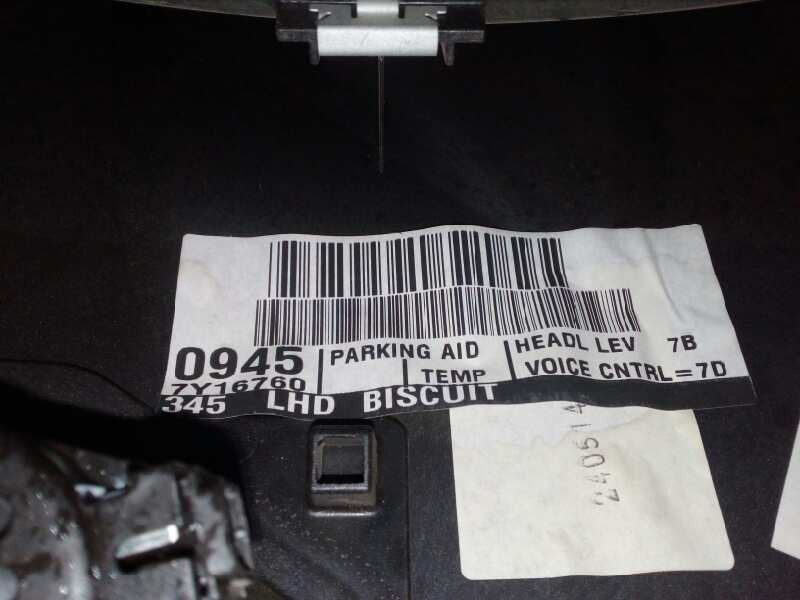 0945 PARKING AID HEADL LEV 7B
7Y16760 TEMP VOICE CNTRL=7D
345 LHD BISCUIT
240514